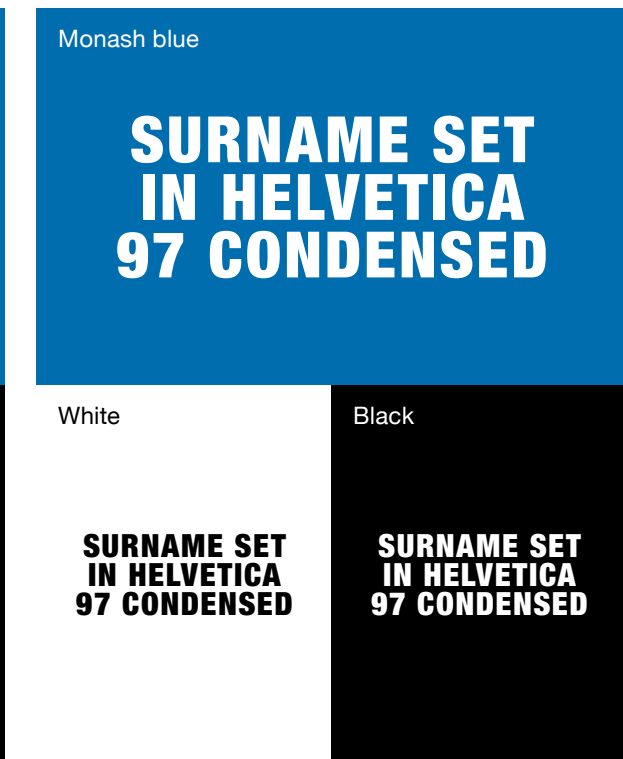 Monash blue
SURNAME SET
IN HELVETICA
97 CONDENSED
White
SURNAME SET
IN HELVETICA
97 CONDENSED
Black
SURNAME SET
IN HELVETICA
97 CONDENSED